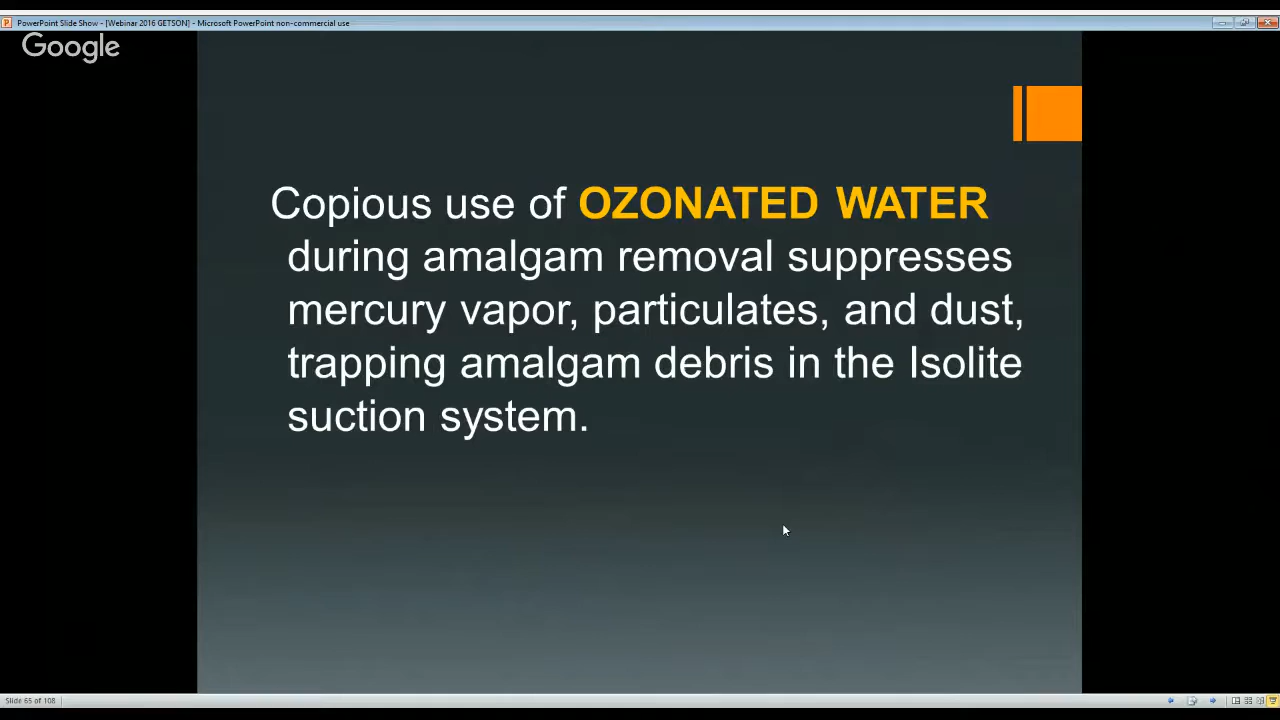 PowerPoint Slide Show - [Webinar 2016 GETSON] - Microsoft PowerPoint non-commercial use
Google
Copious use of OZONATED WATER
during amalgam removal suppresses
mercury vapor, particulates, and dust,
trapping amalgam debris in the Isolite
suction system.
Slide 65 of 108